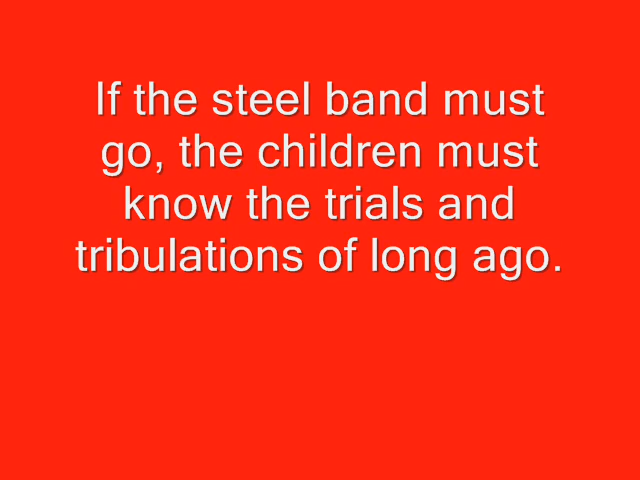 If the steel band must
go, the children must
know the trials and
tribulations of long ago.